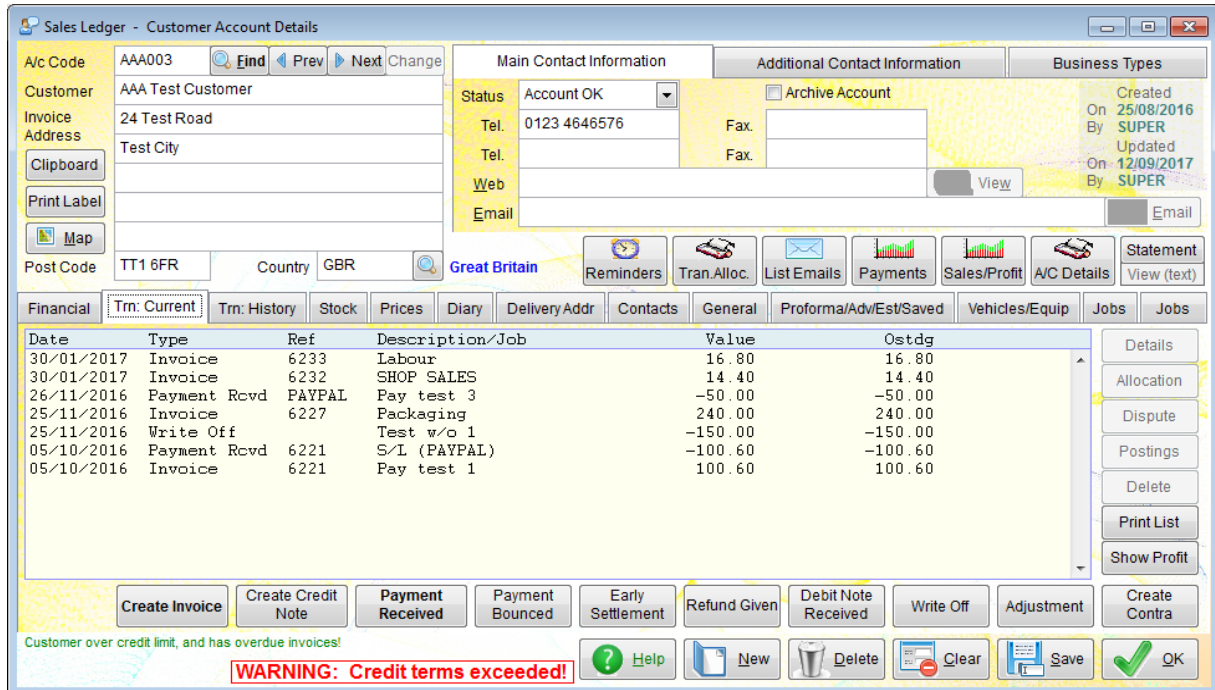 Sales Ledger - Customer Account Details
A/c Code AAA003 Find Prev Next Change
Customer AAA Test Customer
Invoice Address 24 Test Road
Test City
Clipboard
Print Label
Map
Post Code TT1 6FR Country GBR Great Britain
Main Contact Information Additional Contact Information Business Types
Status Account OK Archive Account
Tel. 0123 4646576 Fax.
Tel. Fax.
Web View
Email Email
Created
On 25/08/2016
By SUPER
Updated
On 12/09/2017
By SUPER
Reminders Tran.Alloc. List Emails Payments Sales/Profit A/C Details Statement
View (text)
Financial Trn: Current Trn: History Stock Prices Diary Delivery Addr Contacts General Proforma/Adv/Est/Saved Vehicles/Equip Jobs Jobs
Date Type Ref Description/Job Value Ostdg
30/01/2017 Invoice 6233 Labour 16.80 16.80
30/01/2017 Invoice 6232 SHOP SALES 14.40 14.40
26/11/2016 Payment Rcvd PAYPAL Pay test 3 -50.00 -50.00
25/11/2016 Invoice 6227 Packaging 240.00 240.00
25/11/2016 Write Off Test w/o 1 -150.00 -150.00
05/10/2016 Payment Rcvd 6221 S/L (PAYPAL) -100.60 -100.60
05/10/2016 Invoice 6221 Pay test 1 100.60 100.60
Details
Allocation
Dispute
Postings
Delete
Print List
Show Profit
Create Invoice Create Credit Note Payment Received Payment Bounced Early Settlement Refund Given Debit Note Received Write Off Adjustment Create Contra
Customer over credit limit, and has overdue invoices!
WARNING: Credit terms exceeded!
Help New Delete Clear Save OK